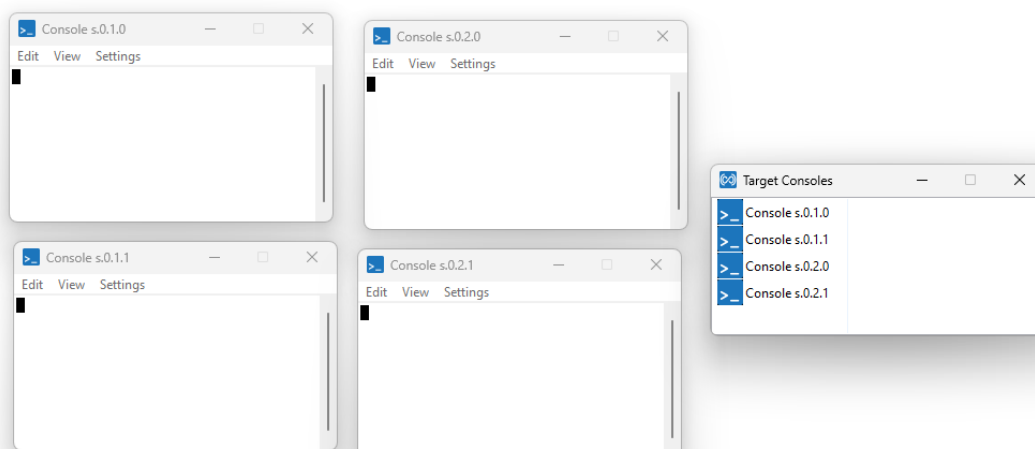 Console s.0.1.0
Edit View Settings
Console s.0.2.0
Edit View Settings
Console s.0.1.1
Edit View Settings
Console s.0.2.1
Edit View Settings
Target Consoles
Console s.0.1.0
Console s.0.1.1
Console s.0.2.0
Console s.0.2.1